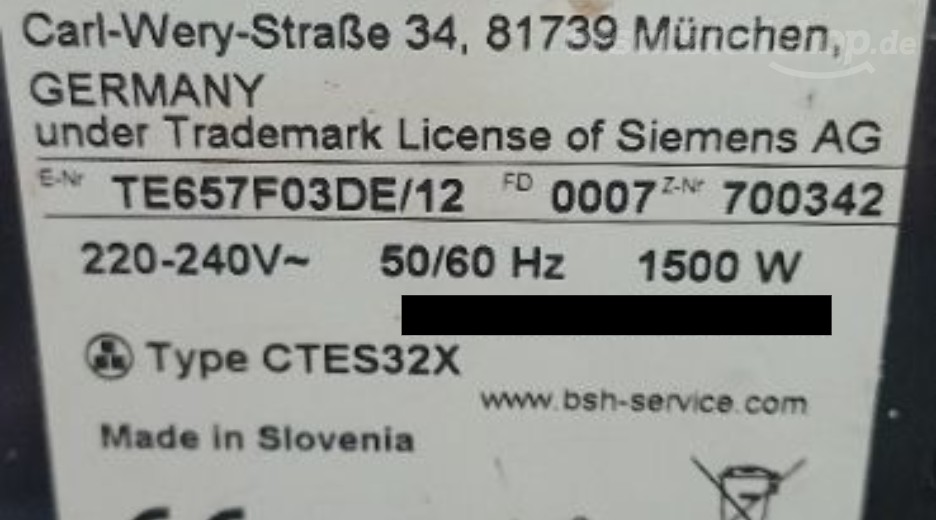 Carl-Wery-Straße 34, 81739 München,
GERMANY
under Trademark License of Siemens AG
E-Nr TE657F03DE/12 FD 0007 Z-Nr 700342
220-240V~ 50/60 Hz 1500 W
Type CTES32X
www.bsh-service.com
Made in Slovenia